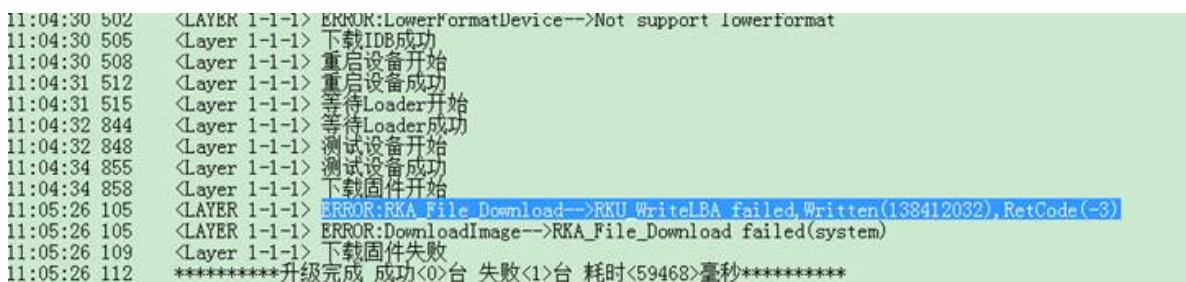 11:04:30 502 <LAYER 1-1-1> ERROR:LowerFormatDevice-->Not support lowerformat
11:04:30 505 <Layer 1-1-1> 下载IDB成功
11:04:30 508 <Layer 1-1-1> 重启设备开始
11:04:31 512 <Layer 1-1-1> 重启设备成功
11:04:31 515 <Layer 1-1-1> 等待Loader开始
11:04:32 844 <Layer 1-1-1> 等待Loader成功
11:04:32 848 <Layer 1-1-1> 测试设备开始
11:04:34 855 <Layer 1-1-1> 测试设备成功
11:04:34 858 <Layer 1-1-1> 下载固件开始
11:05:26 105 <LAYER 1-1-1> ERROR:RKA_File_Download-->RKU_WriteLBA failed,Written(138412032),RetCode(-3)
11:05:26 105 <LAYER 1-1-1> ERROR:DownloadImage-->RKA_File_Download failed(system)
11:05:26 109 <Layer 1-1-1> 下载固件失败
11:05:26 112 **********升级完成 成功<0>台 失败<1>台 耗时<59468>毫秒**********